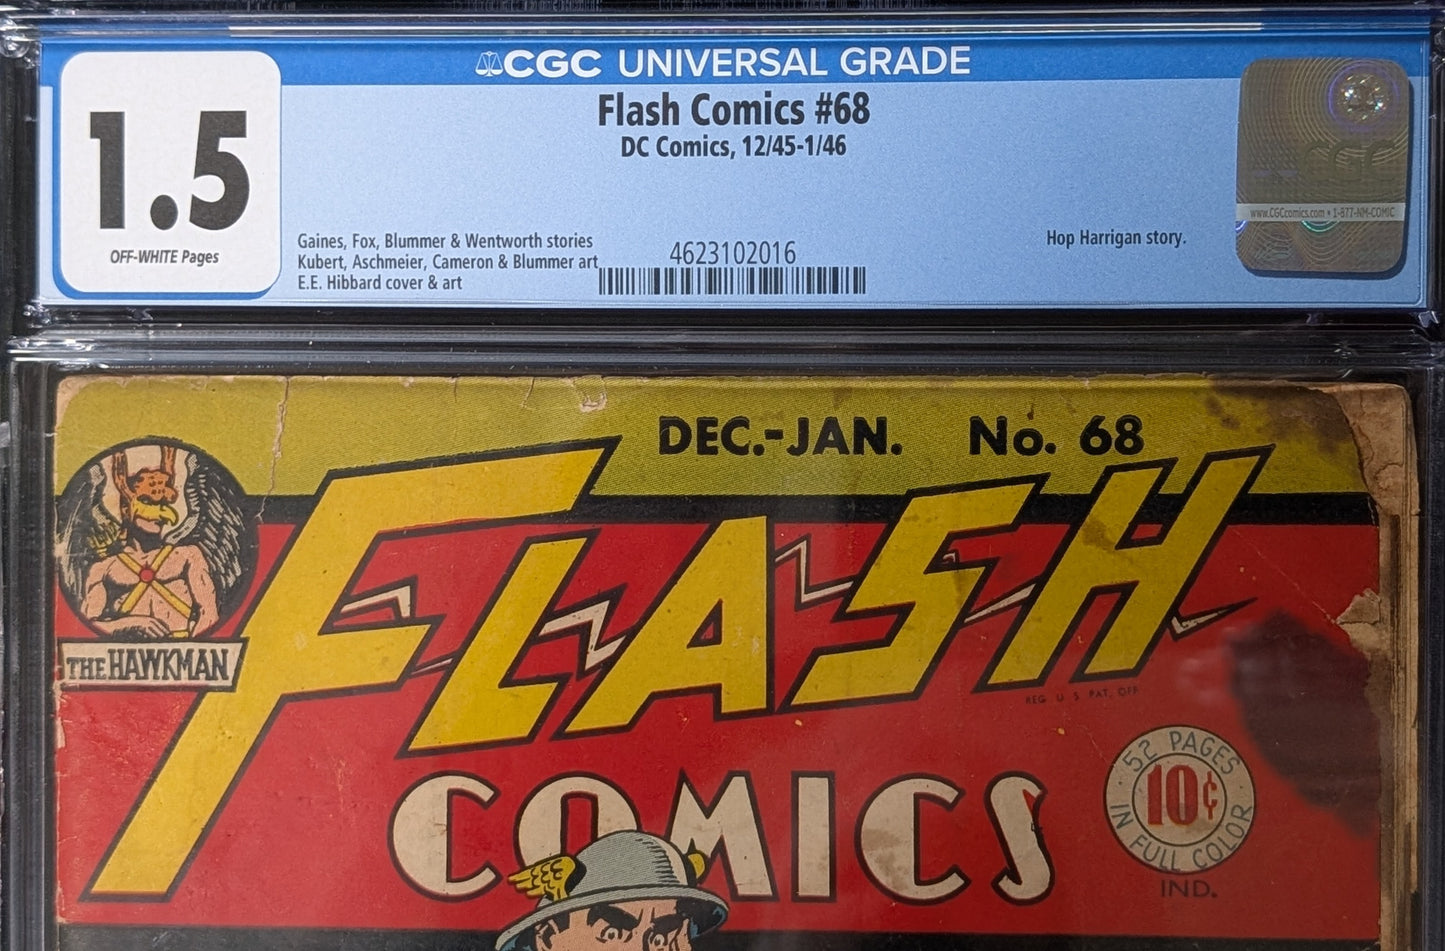 CGC UNIVERSAL GRADE
1.5
OFF-WHITE Pages
Flash Comics #68
DC Comics, 12/45-1/46
Gaines, Fox, Blummer & Wentworth stories
Kubert, Aschmeier, Cameron & Blummer art
E.E. Hibbard cover & art
4623102016
Hop Harrigan story.
CGC
www.CGCcomics.com • 1-877-NM-COMIC
DEC.-JAN. No. 68
THE HAWKMAN
FLASH
REG. U. S. PAT. OFF
COMICS
52 PAGES
10¢
IN FULL COLOR
IND.